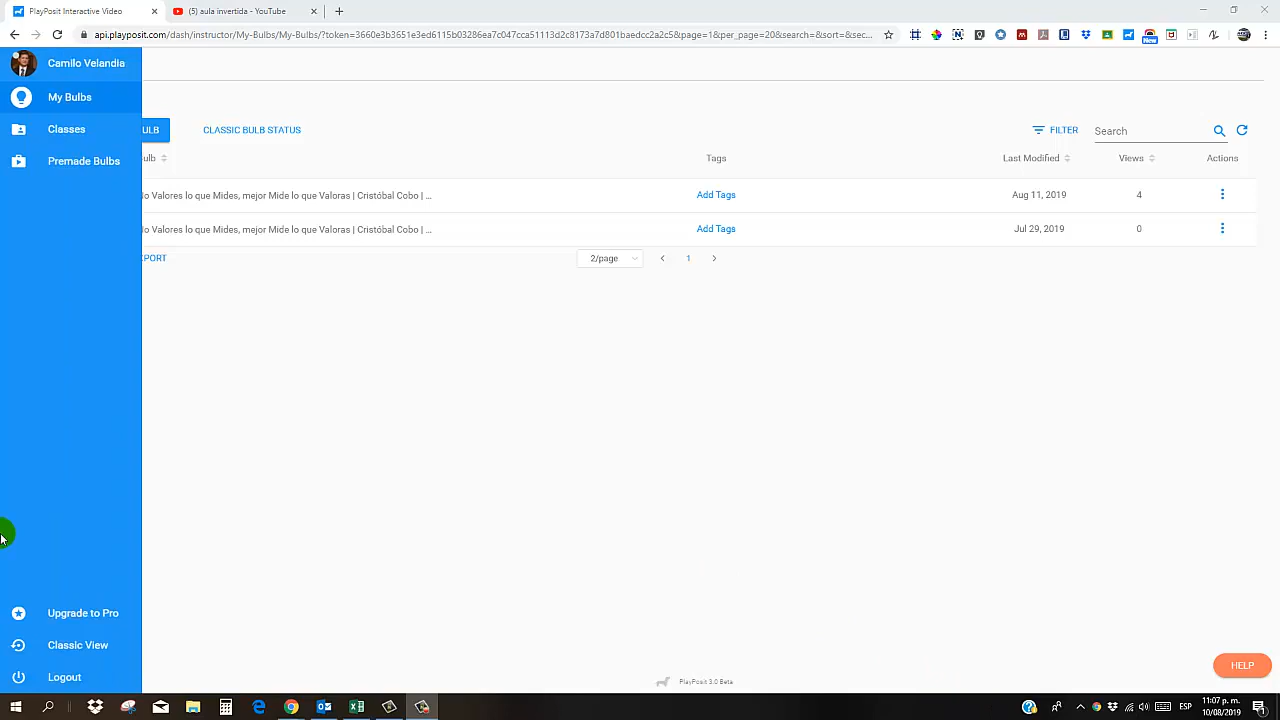 PlayPosit Interactive Video
(5) aula invertida - YouTube
api.playposit.com/dash/instructor/My-Bulbs/My-Bulbs/?token=3660e3b3651e3ed6115b03286ea7c047cca51113d2c8173a7d801baedcc2a2c5&page=1&per_page=20&search=&sort=&sec...
New
Camilo Velandia
My Bulbs
Classes
Premade Bulbs
ULB
CLASSIC BULB STATUS
FILTER
Search
ulb
Tags
Last Modified
Views
Actions
lo Valores lo que Mides, mejor Mide lo que Valoras | Cristóbal Cobo | ...
Add Tags
Aug 11, 2019
4
lo Valores lo que Mides, mejor Mide lo que Valoras | Cristóbal Cobo | ...
Add Tags
Jul 29, 2019
0
XPORT
2/page
1
Upgrade to Pro
Classic View
Logout
HELP
PlayPosit 3.0 Beta
ESP
11:07 p. m.
10/08/2019